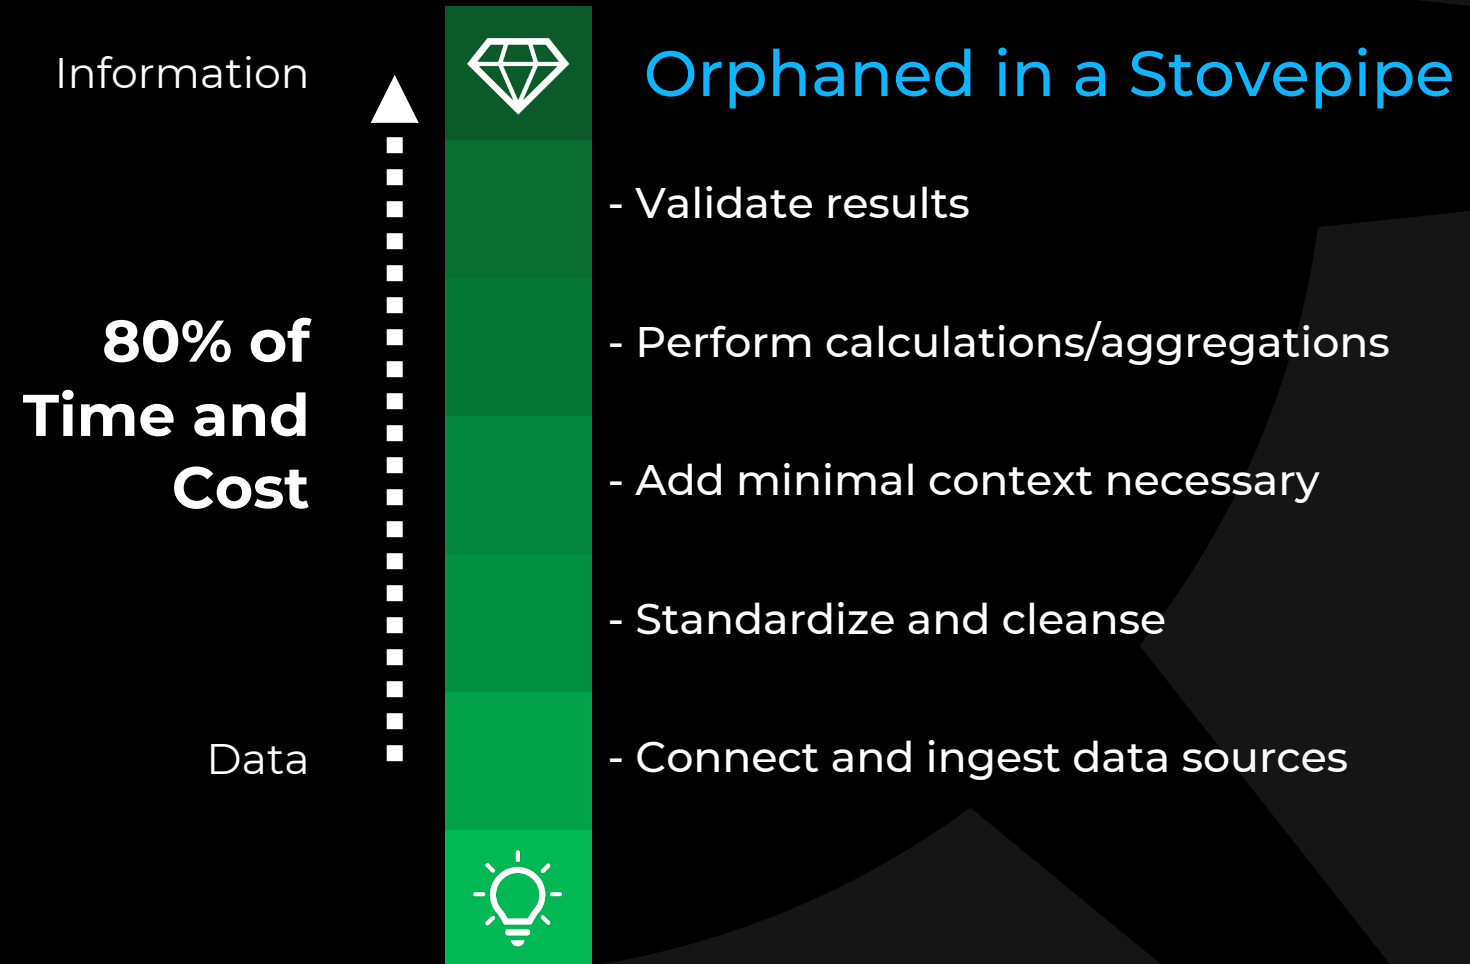 Information
Orphaned in a Stovepipe
- Validate results
80% of
Time and
Cost
- Perform calculations/aggregations
- Add minimal context necessary
- Standardize and cleanse
Data
- Connect and ingest data sources